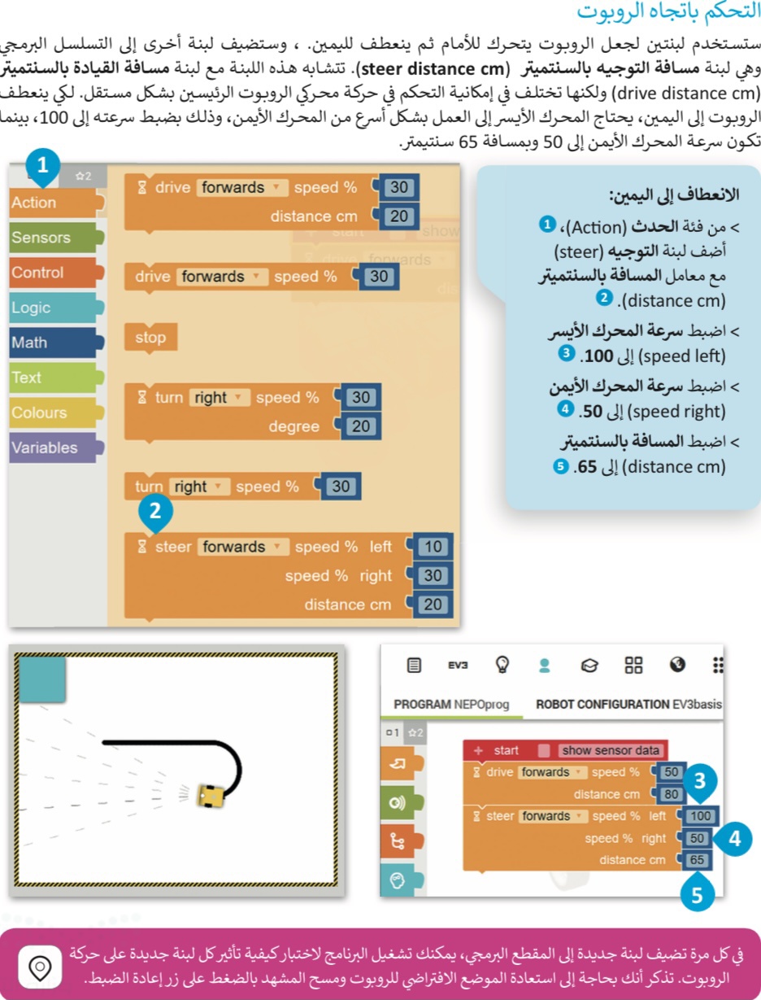 التحكم باتجاه الروبوت
ستستخدم لبنتين لجعل الروبوت يتحرك للأمام ثم ينعطف لليمين. ، وستضيف لبنة أخرى إلى التسلسل البرمجي
وهي لبنة مسافة التوجيه بالسنتميتر (steer distance cm). تتشابه هذه اللبنة مع لبنة مسافة القيادة بالسنتميتر
(drive distance cm) ولكنها تختلف في إمكانية التحكم في حركة محركي الروبوت الرئيسين بشكل مستقل. لكي ينعطف
الروبوت إلى اليمين، يحتاج المحرك الأيسر إلى العمل بشكل أسرع من المحرك الأيمن، وذلك بضبط سرعته إلى 100، بينما
تكون سرعة المحرك الأيمن إلى 50 وبمسافة 65 سنتيمتر.
الانعطاف إلى اليمين:
> من فئة الحدث (Action)، 1
أضف لبنة التوجيه (steer)
مع معامل المسافة بالسنتميتر
(distance cm). 2
> اضبط سرعة المحرك الأيسر
(speed left) إلى 100. 3
> اضبط سرعة المحرك الأيمن
(speed right) إلى 50. 4
> اضبط المسافة بالسنتميتر
(distance cm) إلى 65. 5
1
☆2
Action
Sensors
Control
Logic
Math
Text
Colours
Variables
drive forwards speed % 30
distance cm 20
start show
drive forwards
dis
drive forwards speed % 30
stop
turn right speed % 30
degree 20
turn right speed % 30
2
steer forwards speed % left 10
speed % right 30
distance cm 20
EV3
PROGRAM NEPOprog ROBOT CONFIGURATION EV3basis
1 ☆2
+ start show sensor data
drive forwards speed % 50
distance cm 80
3
steer forwards speed % left 100
speed % right 50
4
distance cm 65
5
في كل مرة تضيف لبنة جديدة إلى المقطع البرمجي، يمكنك تشغيل البرنامج لاختبار كيفية تأثير كل لبنة جديدة على حركة
الروبوت. تذكر أنك بحاجة إلى استعادة الموضع الافتراضي للروبوت ومسح المشهد بالضغط على زر إعادة الضبط.